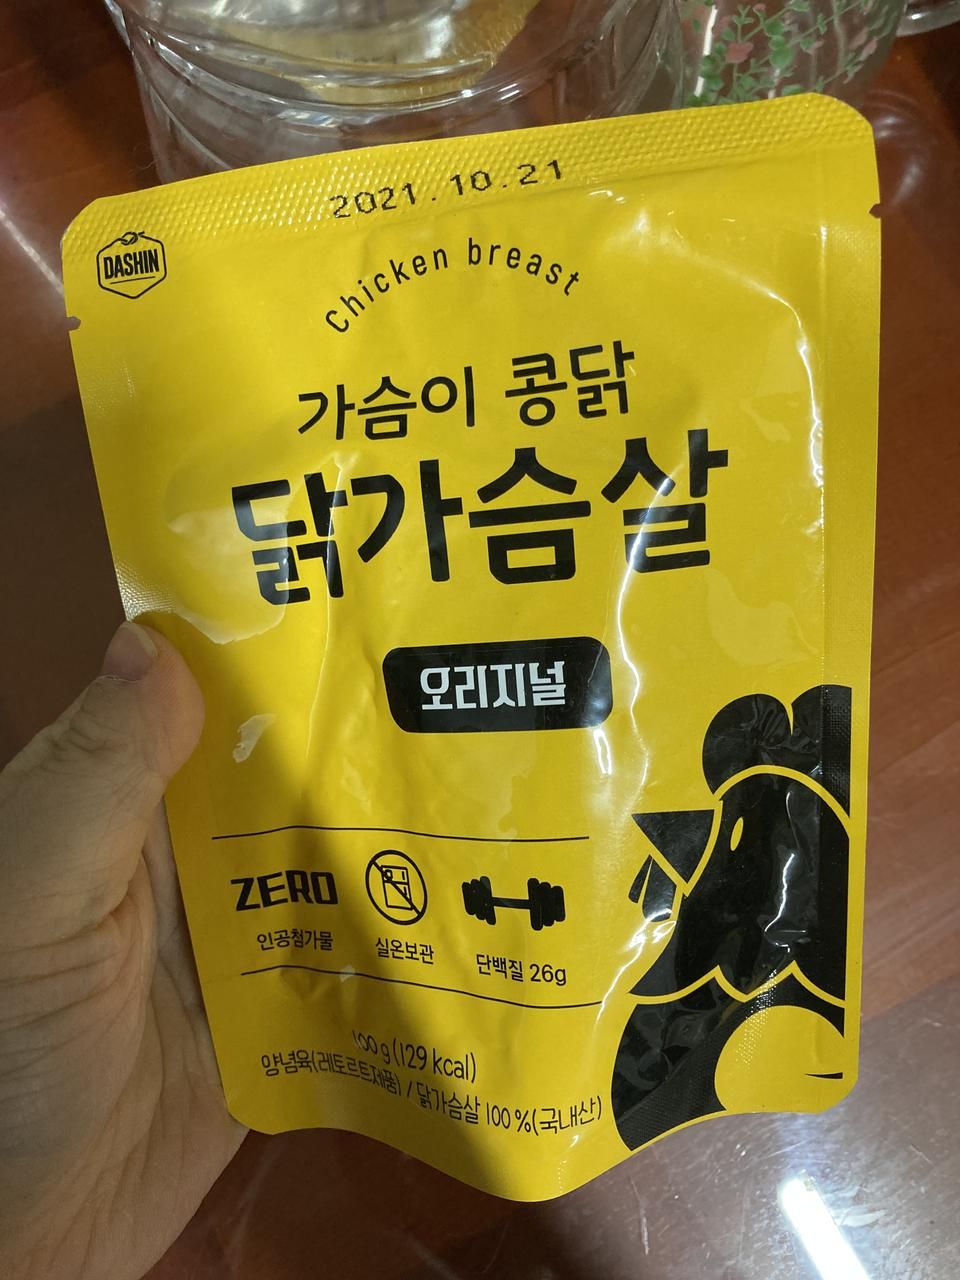 2021.10.21
DASHIN
chicken breast
가슴이 콩닭
닭가슴살
오리지널
ZERO
인공첨가물
실온보관
단백질 26g
100g (129 kcal)
양념육(레토르트제품) / 닭가슴살 100%(국내산)